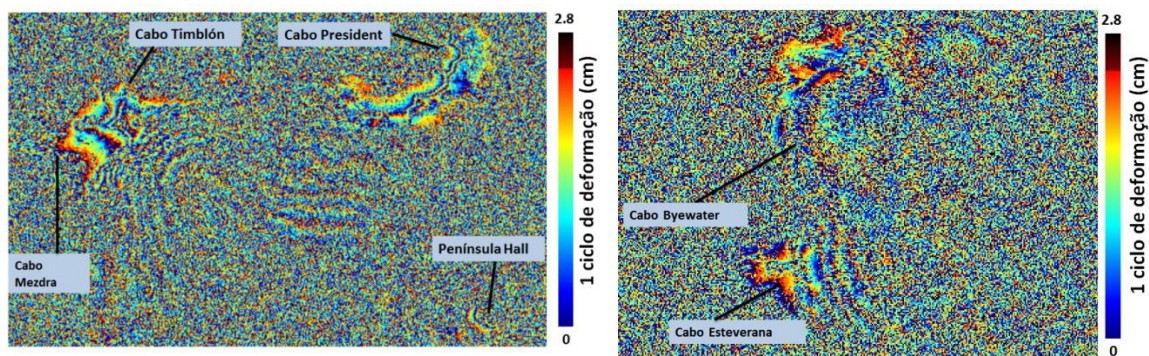 Cabo Timblón
Cabo President
Península Hall
Cabo
Mezdra
2.8
1 ciclo de deformação (cm)
0
Cabo Byewater
Cabo Esteverana
2.8
1 ciclo de deformação (cm)
0